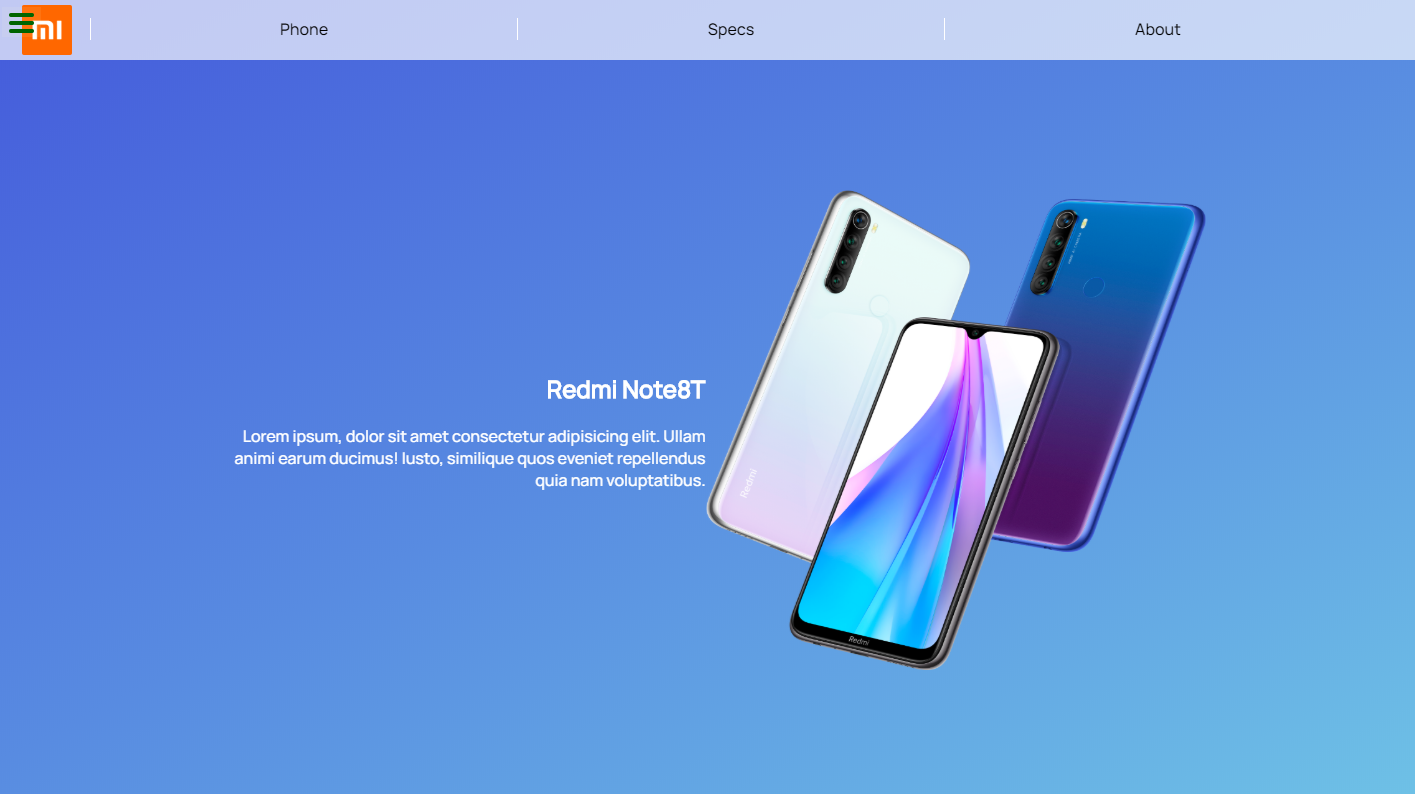 mi
Phone
Specs
About
Redmi Note8T
Lorem ipsum, dolor sit amet consectetur adipisicing elit. Ullam
animi earum ducimus! Iusto, similique quos eveniet repellendus
quia nam voluptatibus.
Redmi
Redmi